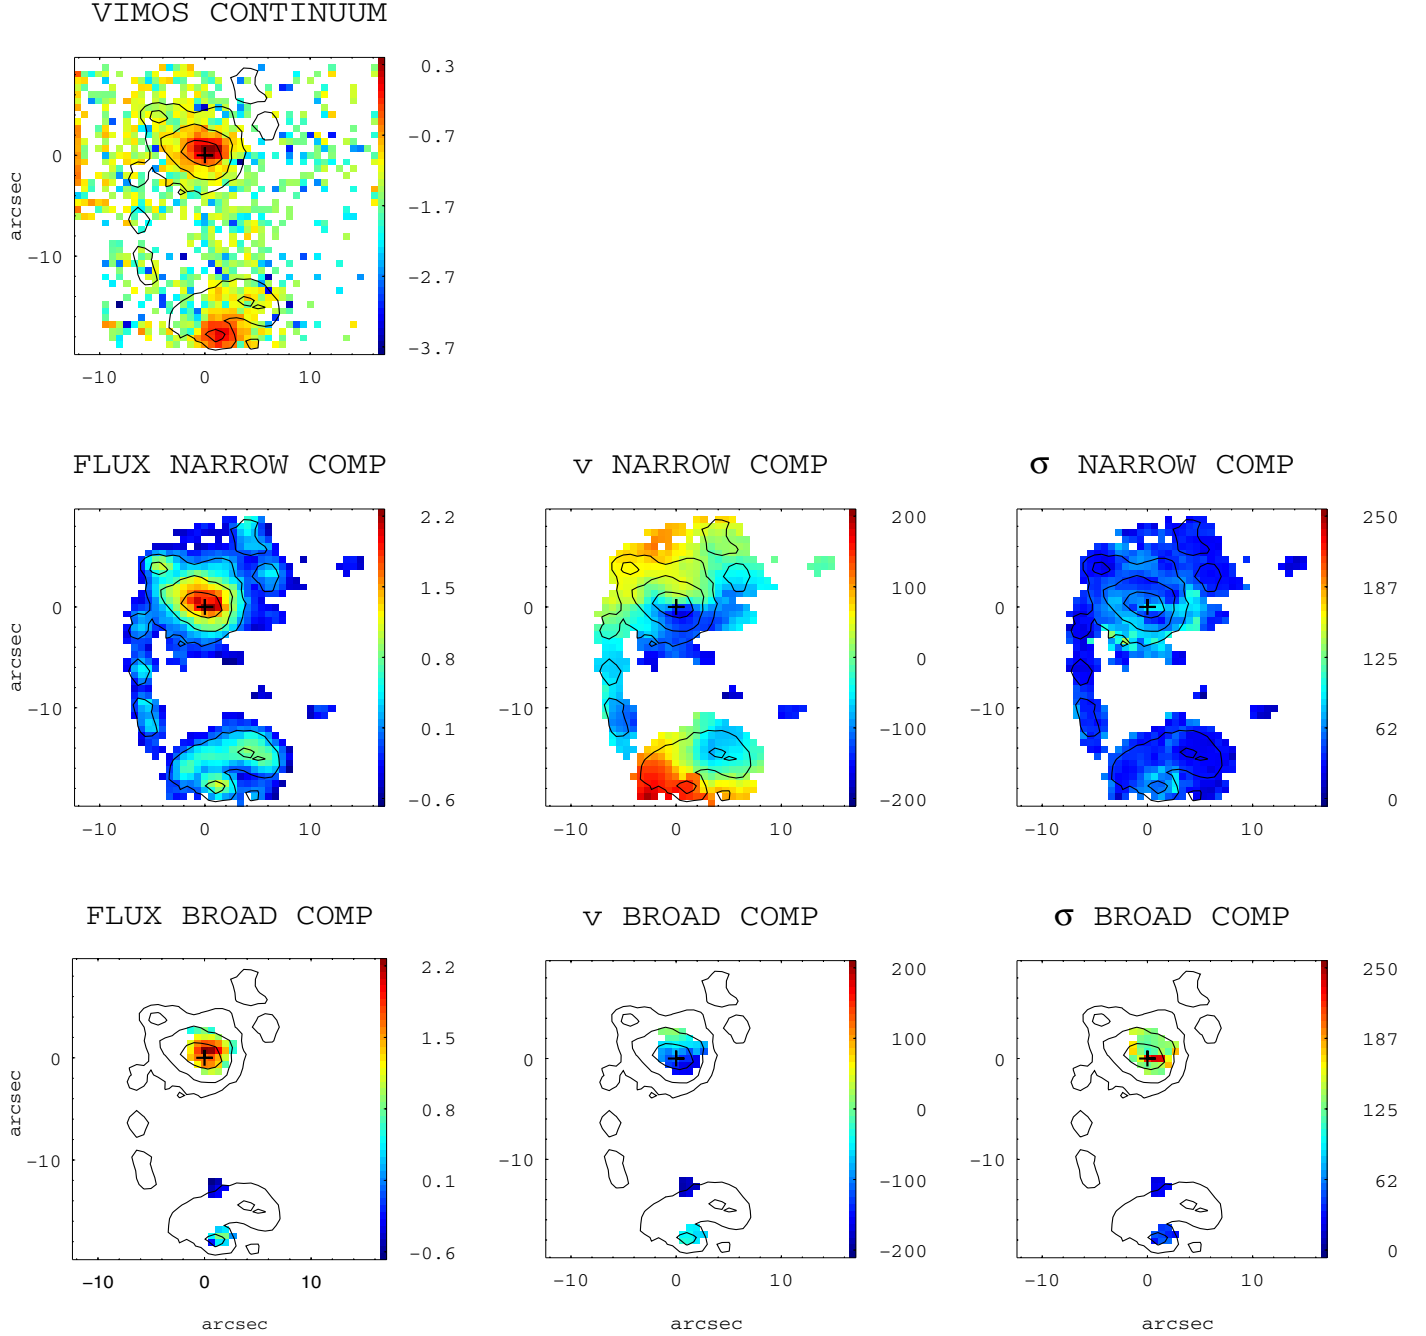 VIMOS CONTINUUM
0.3
-0.7
-1.7
-2.7
-3.7
0
-10
arcsec
-10 0 10
FLUX NARROW COMP
2.2
1.5
0.8
0.1
-0.6
0
-10
arcsec
-10 0 10
v NARROW COMP
200
100
0
-100
-200
0
-10
-10 0 10
σ NARROW COMP
250
187
125
62
0
0
-10
-10 0 10
FLUX BROAD COMP
2.2
1.5
0.8
0.1
-0.6
0
-10
arcsec
-10 0 10
arcsec
v BROAD COMP
200
100
0
-100
-200
0
-10
-10 0 10
arcsec
σ BROAD COMP
250
187
125
62
0
0
-10
-10 0 10
arcsec